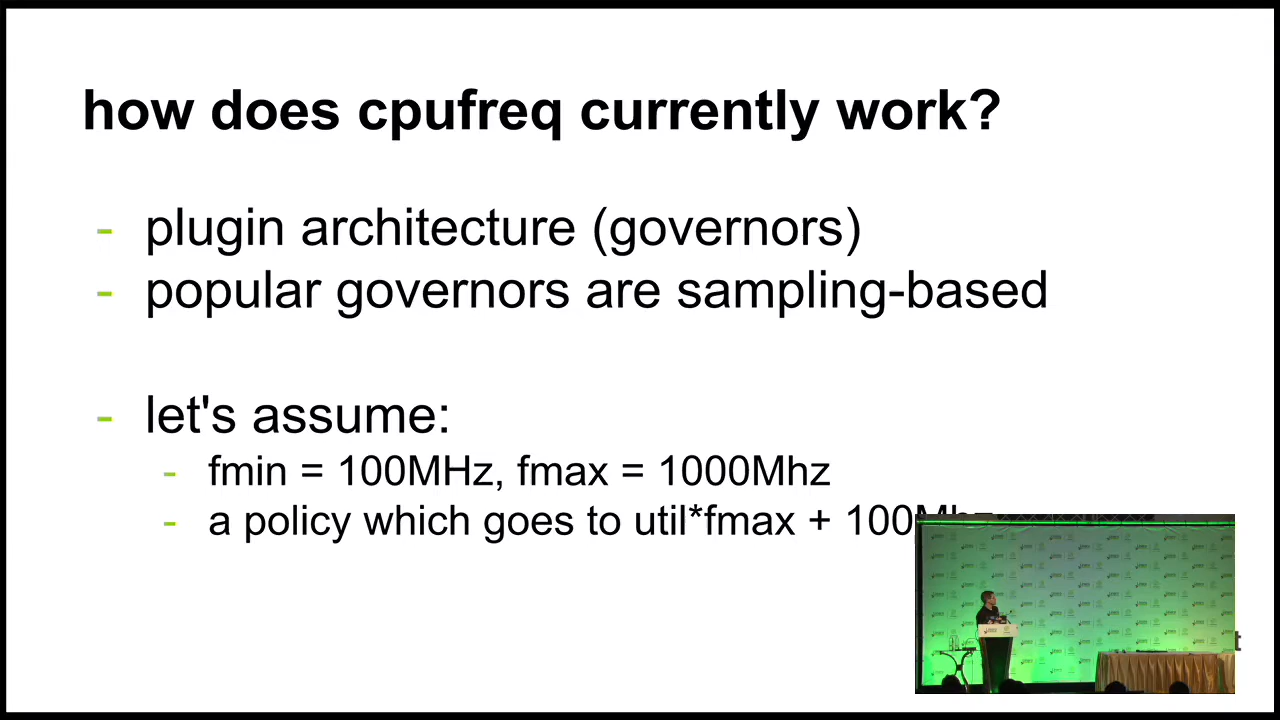 how does cpufreq currently work?
- plugin architecture (governors)
- popular governors are sampling-based
- let's assume:
- fmin = 100MHz, fmax = 1000Mhz
- a policy which goes to util*fmax + 100Mhz